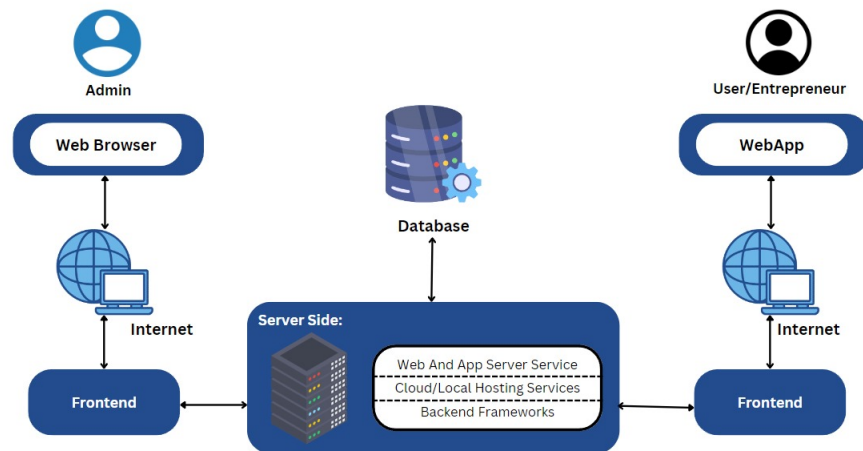 Admin
User/Entrepreneur
Web Browser
WebApp
Database
Internet
Internet
Server Side:
Web And App Server Service
Cloud/Local Hosting Services
Backend Frameworks
Frontend
Frontend